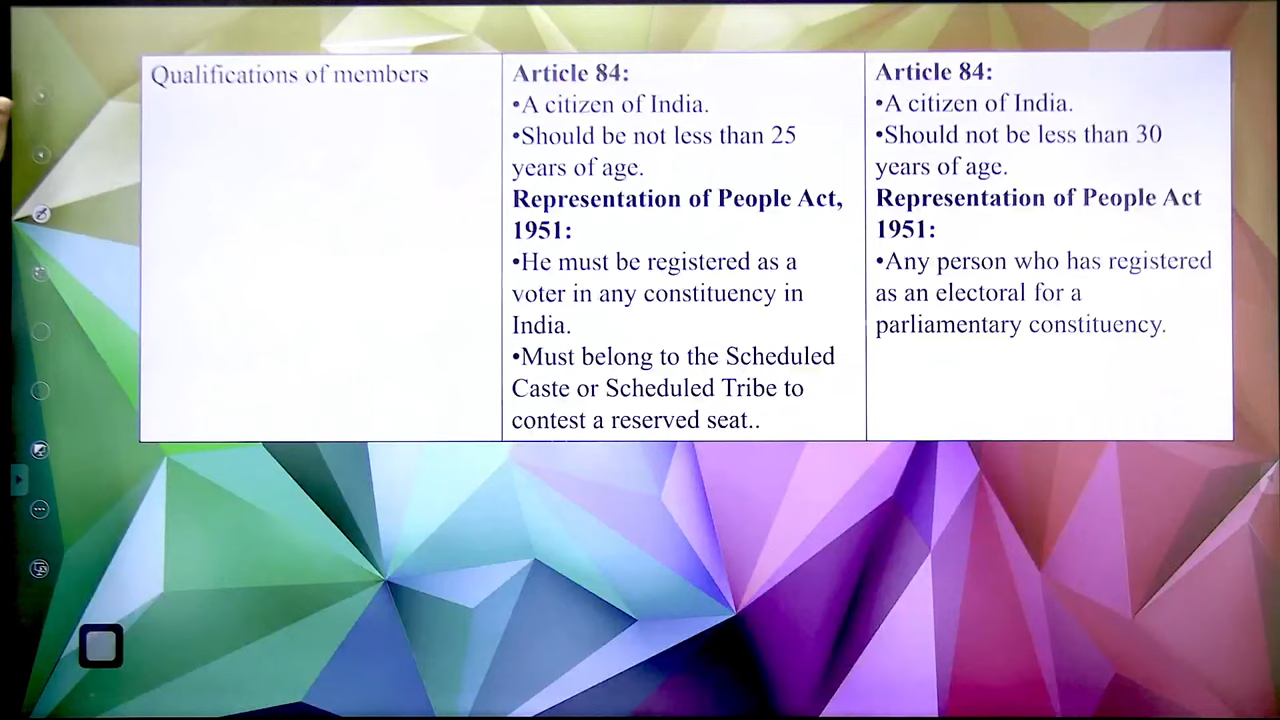 Qualifications of members
Article 84:
•A citizen of India.
•Should be not less than 25
years of age.
Representation of People Act,
1951:
•He must be registered as a
voter in any constituency in
India.
•Must belong to the Scheduled
Caste or Scheduled Tribe to
contest a reserved seat..
Article 84:
•A citizen of India.
•Should not be less than 30
years of age.
Representation of People Act
1951:
•Any person who has registered
as an electoral for a
parliamentary constituency.